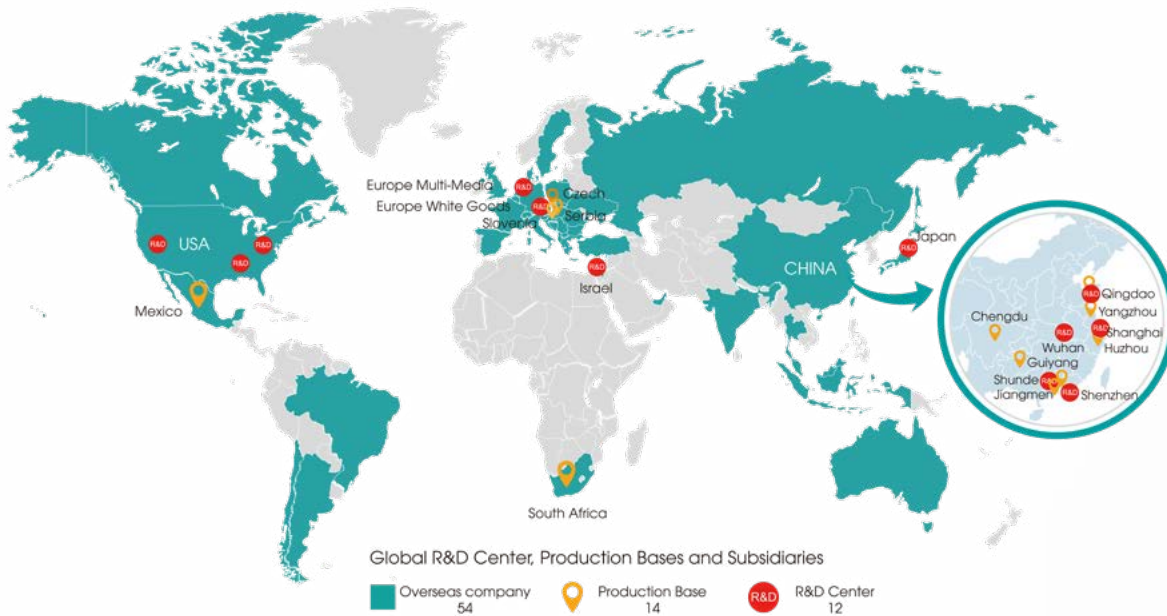 Europe Multi-Media
R&D
Czech
Europe White Goods
R&D
Serbia
Slovenia
R&D
USA
R&D
R&D
Mexico
R&D
Israel
CHINA
Japan
R&D
R&D
Qingdao
Yangzhou
Chengdu
R&D
Shanghai
R&D
Wuhan
Huzhou
Guiyang
Shunde
R&D
Jiangmen
R&D
Shenzhen
South Africa
Global R&D Center, Production Bases and Subsidiaries
Overseas company
54
Production Base
14
R&D
R&D Center
12